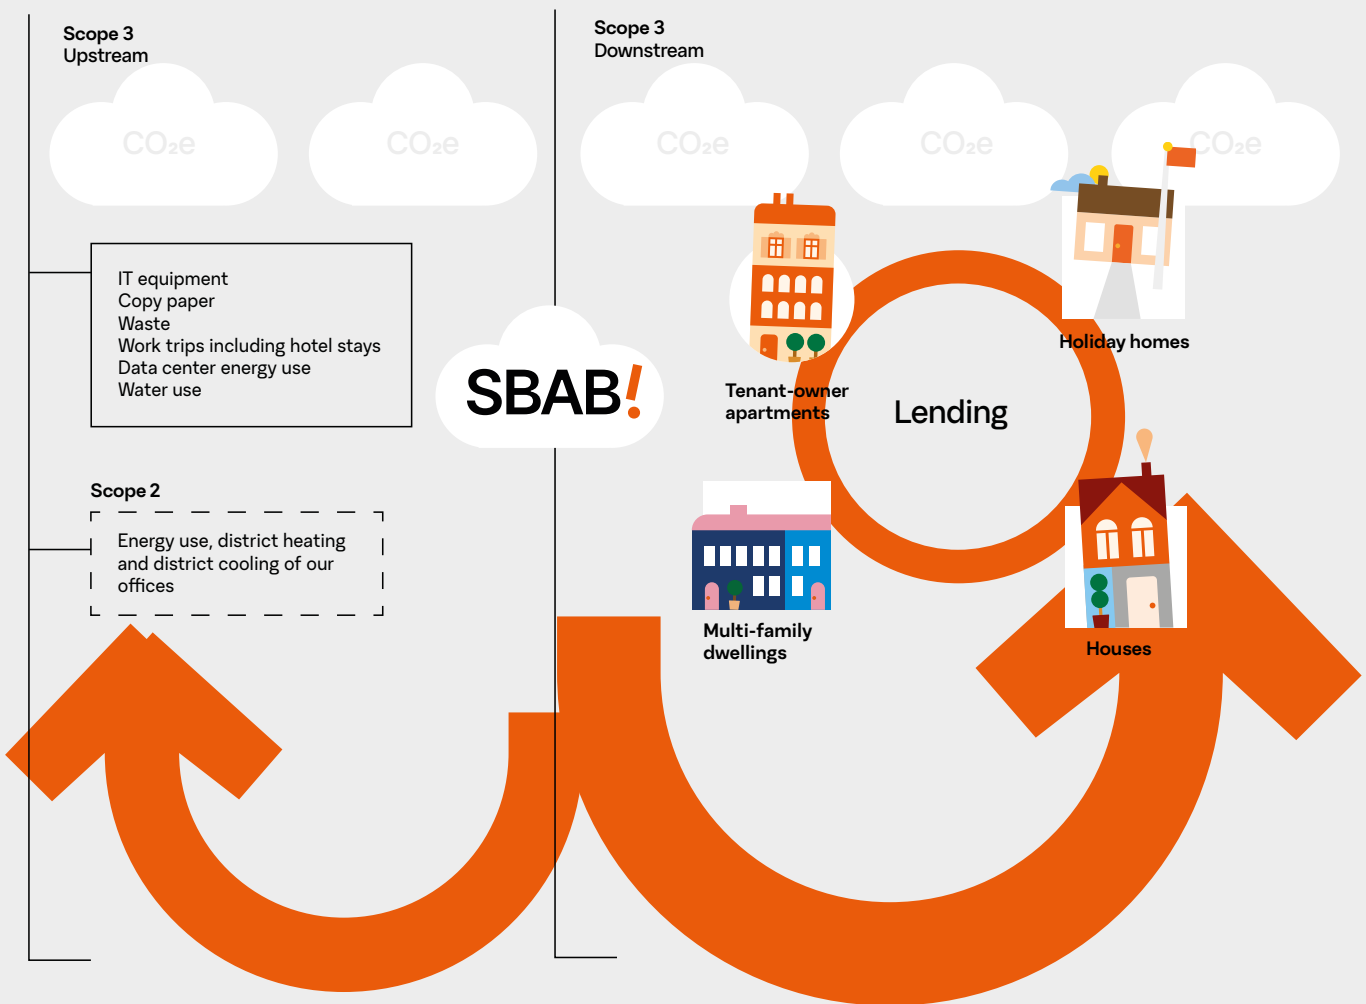 Scope 3
Upstream
CO₂e
CO₂e
IT equipment
Copy paper
Waste
Work trips including hotel stays
Data center energy use
Water use
Scope 2
Energy use, district heating
and district cooling of our
offices
SBAB!
Scope 3
Downstream
CO₂e
CO₂e
CO₂e
Tenant-owner
apartments
Lending
Holiday homes
Multi-family
dwellings
Houses